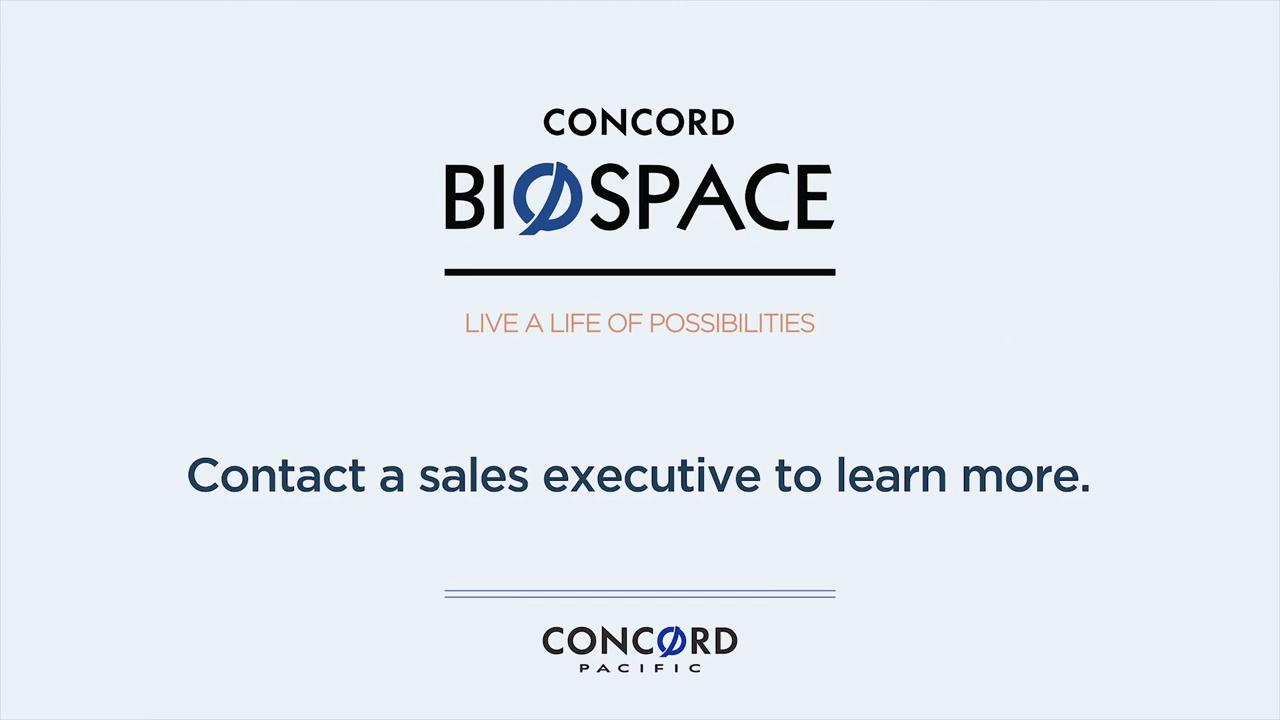 CONCORD
BIOSPACE
LIVE A LIFE OF POSSIBILITIES
Contact a sales executive to learn more.
CONCORD
PACIFIC